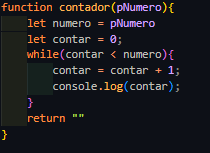 function contador(pNumero){
    let numero = pNumero
    let contar = 0;
    while(contar < numero){
        contar = contar + 1;
        console.log(contar);
    }
    return ""
}